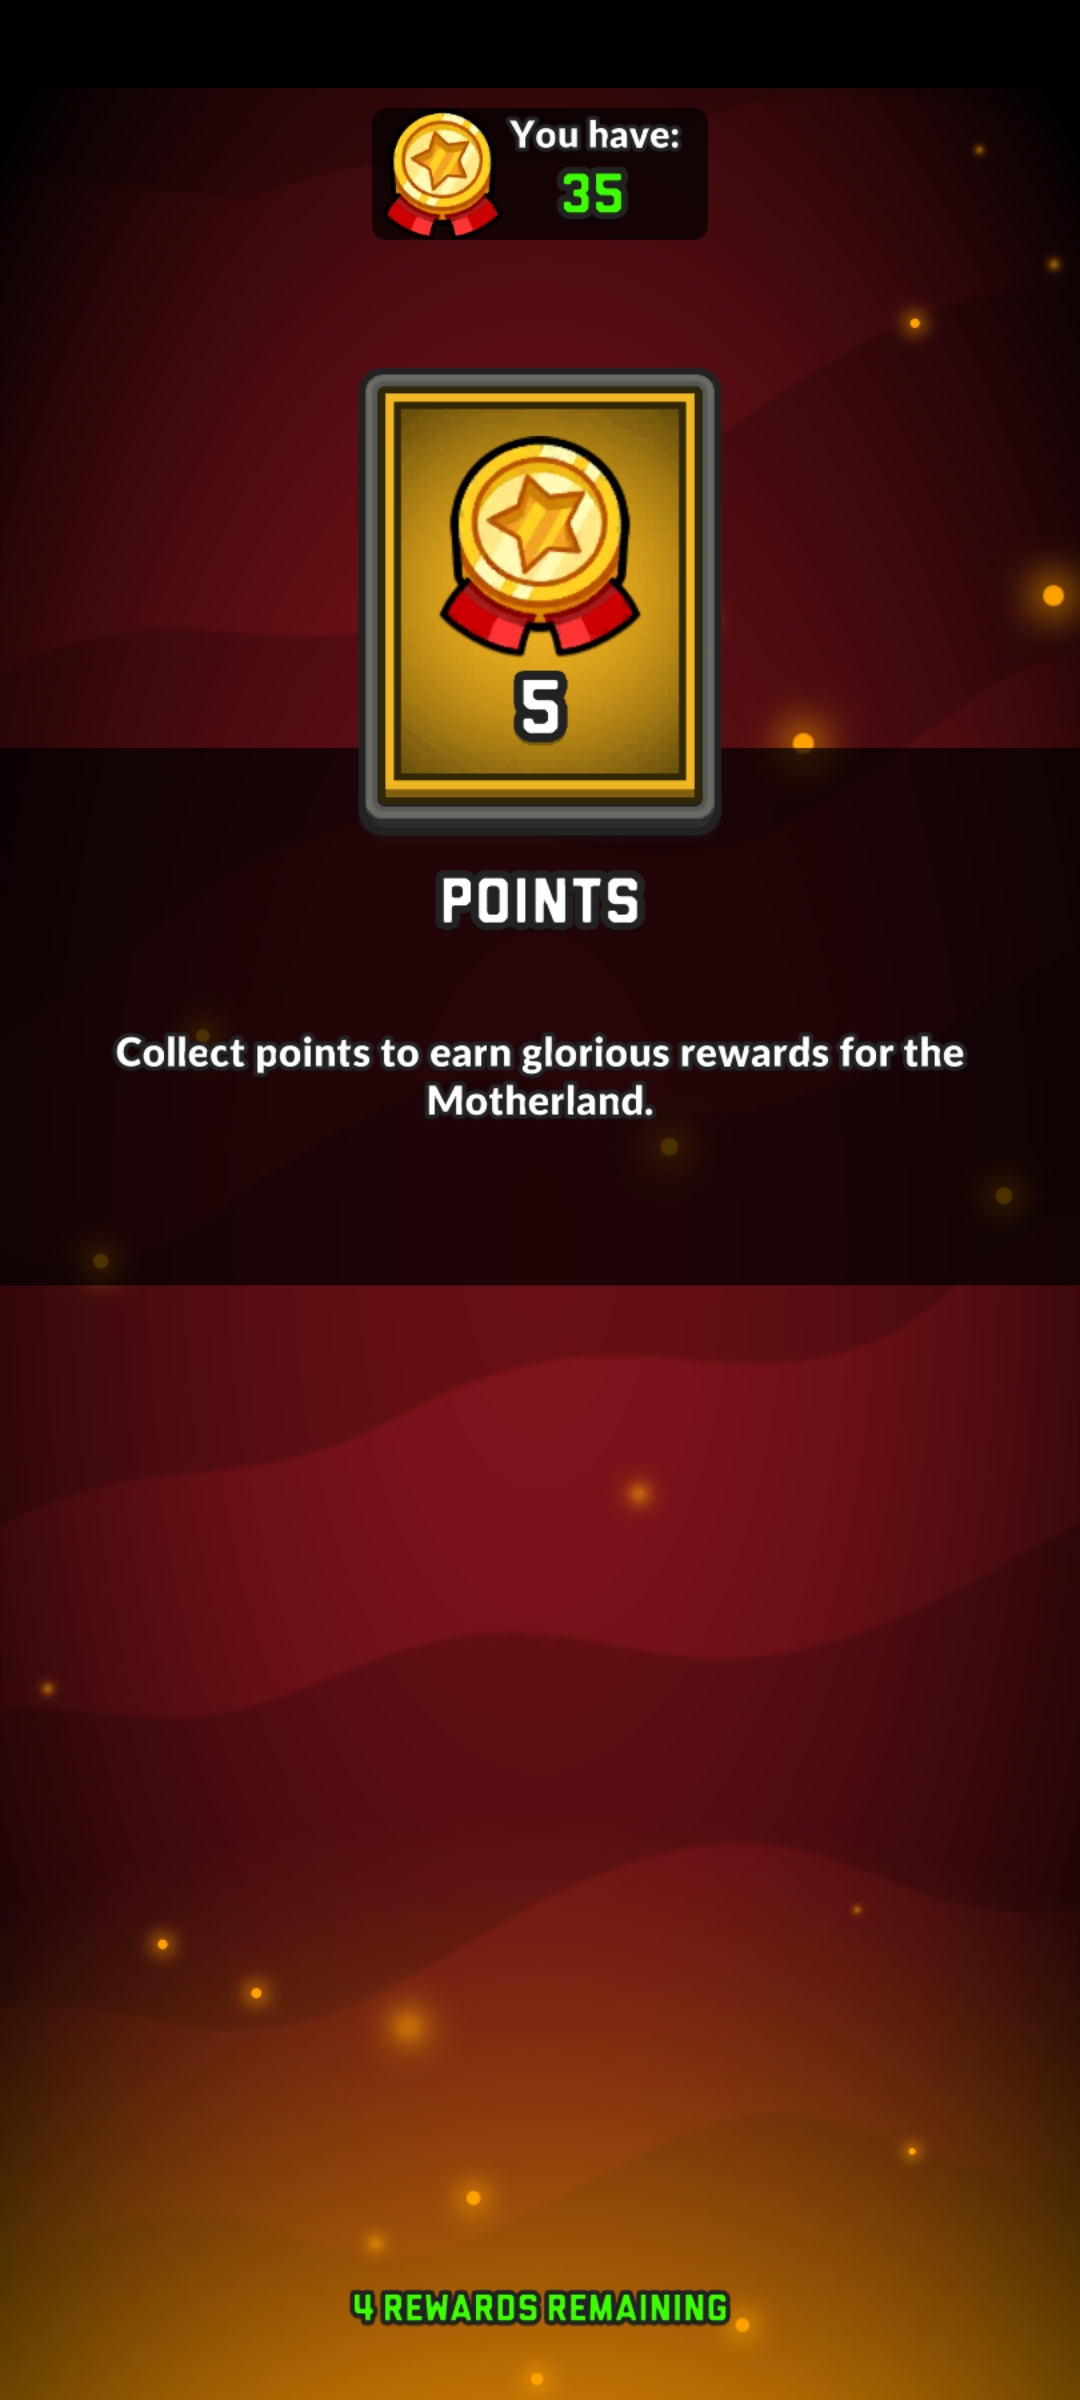 You have:
35
5
POINTS
Collect points to earn glorious rewards for the
Motherland.
4 REWARDS REMAINING